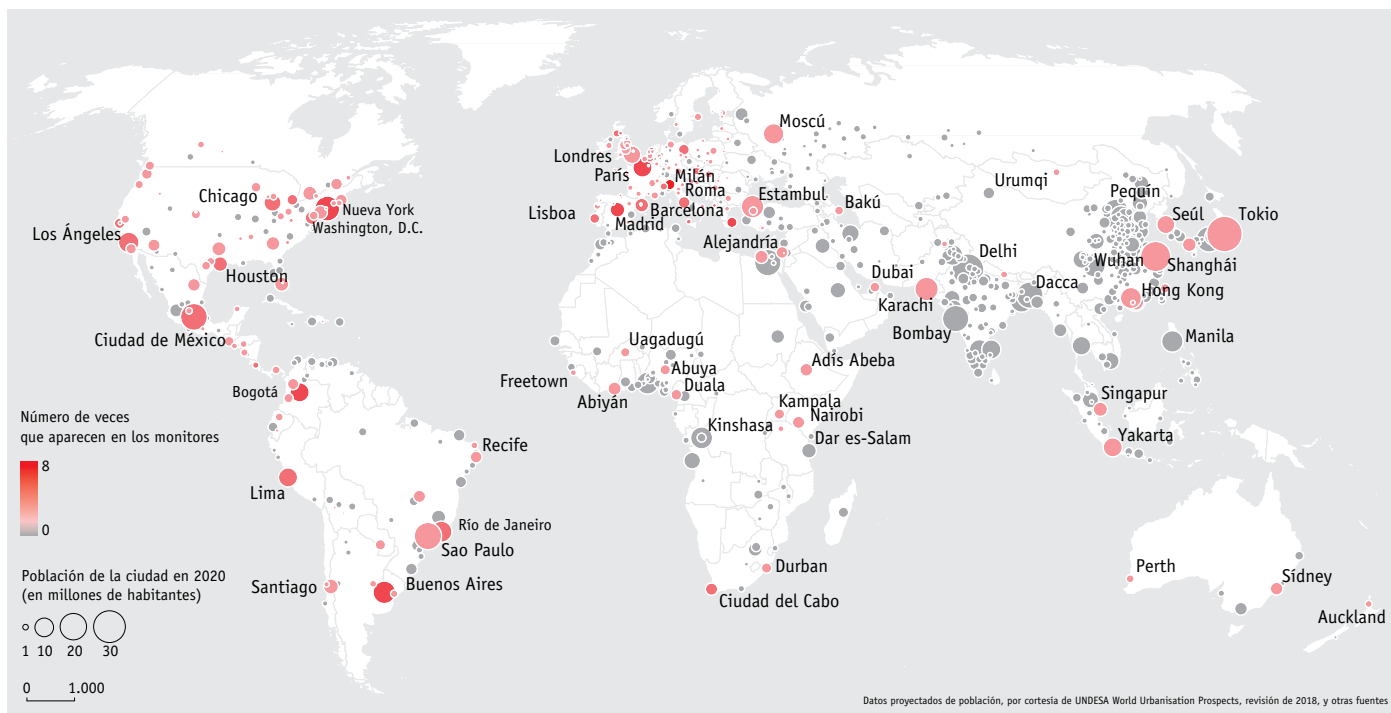 Moscú
Londres
París
Milán
Roma
Estambul
Urumqi
Pequín
Chicago
Nueva York
Washington, D.C.
Lisboa
Madrid
Barcelona
Bakú
Seúl
Tokio
Los Ángeles
Alejandría
Houston
Dubai
Delhi
Wuhan
Shanghái
Karachi
Dacca
Hong Kong
Ciudad de México
Bombay
Manila
Uagadugú
Adís Abeba
Freetown
Abuya
Duala
Bogotá
Abiyán
Kampala
Singapur
Nairobi
Kinshasa
Dar es-Salam
Yakarta
Recife
Lima
Río de Janeiro
Sao Paulo
Durban
Perth
Sídney
Santiago
Buenos Aires
Ciudad del Cabo
Auckland
Número de veces
que aparecen en los monitores
8
0
Población de la ciudad en 2020
(en millones de habitantes)
1 10 20 30
0 1.000
Datos proyectados de población, por cortesía de UNDESA World Urbanisation Prospects, revisión de 2018, y otras fuentes